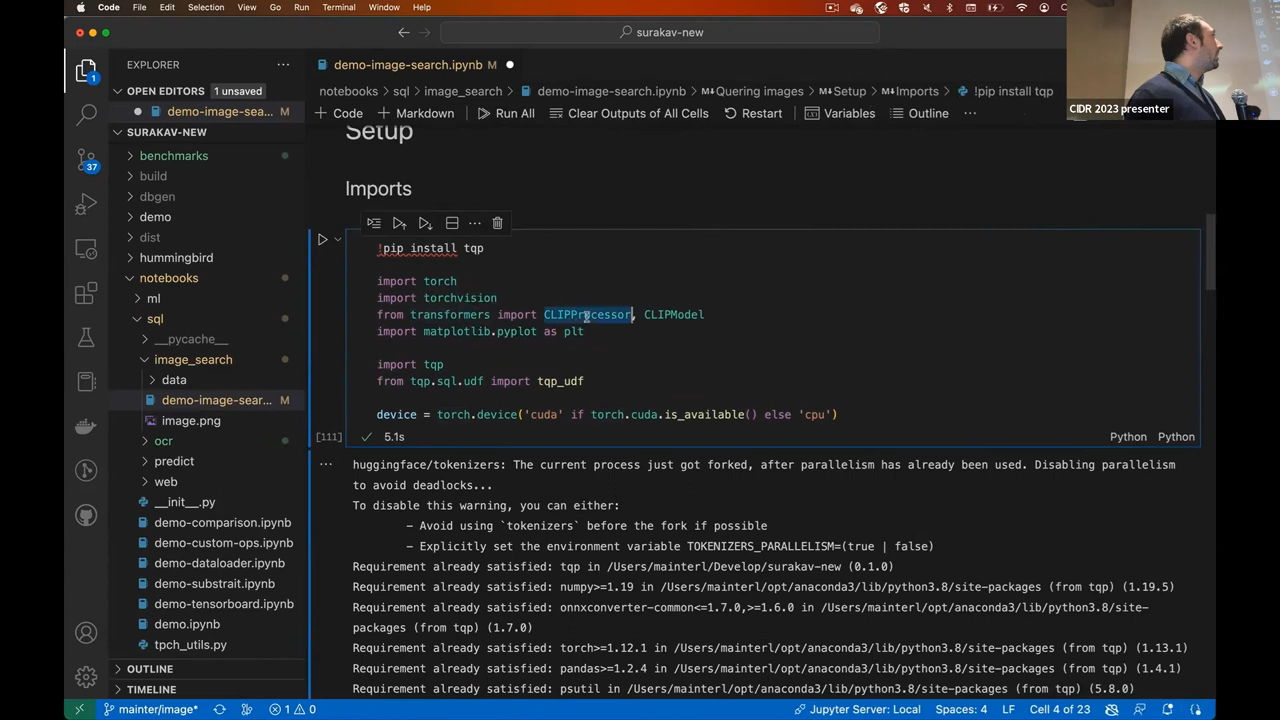 Code File Edit Selection View Go Run Terminal Window Help
surakav-new
CIDR 2023 presenter
EXPLORER
OPEN EDITORS 1 unsaved
demo-image-sea... M
SURAKAV-NEW
benchmarks
build
dbgen
demo
dist
hummingbird
notebooks
ml
sql
__pycache__
image_search
data
demo-image-sear... M
image.png
ocr
predict
web
__init__.py
demo-comparison.ipynb
demo-custom-ops.ipynb
demo-dataloader.ipynb
demo-substrait.ipynb
demo-tensorboard.ipynb
demo.ipynb
tpch_utils.py
OUTLINE
TIMELINE
1
37
demo-image-search.ipynb M
notebooks > sql > image_search > demo-image-search.ipynb > Quering images > Setup > Imports > !pip install tqp
+ Code + Markdown Run All Clear Outputs of All Cells Restart Variables Outline ...
Setup
Imports
!pip install tqp
import torch
import torchvision
from transformers import CLIPProcessor, CLIPModel
import matplotlib.pyplot as plt
import tqp
from tqp.sql.udf import tqp_udf
device = torch.device('cuda' if torch.cuda.is_available() else 'cpu')
[111] 5.1s Python Python
huggingface/tokenizers: The current process just got forked, after parallelism has already been used. Disabling parallelism
to avoid deadlocks...
To disable this warning, you can either:
- Avoid using `tokenizers` before the fork if possible
- Explicitly set the environment variable TOKENIZERS_PARALLELISM=(true | false)
Requirement already satisfied: tqp in /Users/mainterl/Develop/surakav-new (0.1.0)
Requirement already satisfied: numpy>=1.19 in /Users/mainterl/opt/anaconda3/lib/python3.8/site-packages (from tqp) (1.19.5)
Requirement already satisfied: onnxconverter-common<=1.7.0,>=1.6.0 in /Users/mainterl/opt/anaconda3/lib/python3.8/site-
packages (from tqp) (1.7.0)
Requirement already satisfied: torch>=1.12.1 in /Users/mainterl/opt/anaconda3/lib/python3.8/site-packages (from tqp) (1.13.1)
Requirement already satisfied: pandas>=1.2.4 in /Users/mainterl/opt/anaconda3/lib/python3.8/site-packages (from tqp) (1.4.1)
Requirement already satisfied: psutil in /Users/mainterl/opt/anaconda3/lib/python3.8/site-packages (from tqp) (5.8.0)
mainter/image* 1 0 Jupyter Server: Local Spaces: 4 LF Cell 4 of 23